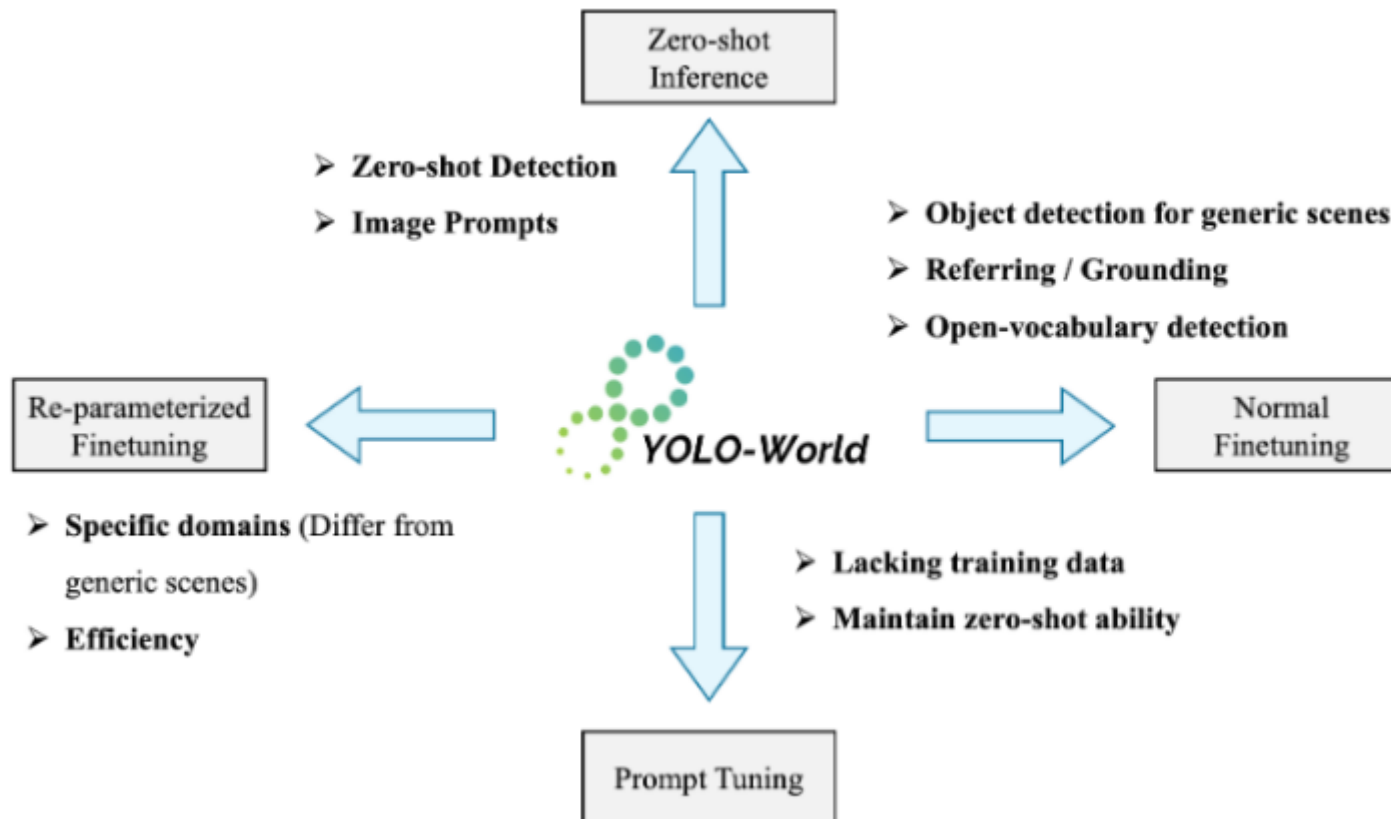 Zero-shot
Inference
➢ Zero-shot Detection
➢ Image Prompts
➢ Object detection for generic scenes
➢ Referring / Grounding
➢ Open-vocabulary detection
Re-parameterized
Finetuning
YOLO-World
Normal
Finetuning
➢ Specific domains (Differ from
generic scenes)
➢ Efficiency
➢ Lacking training data
➢ Maintain zero-shot ability
Prompt Tuning